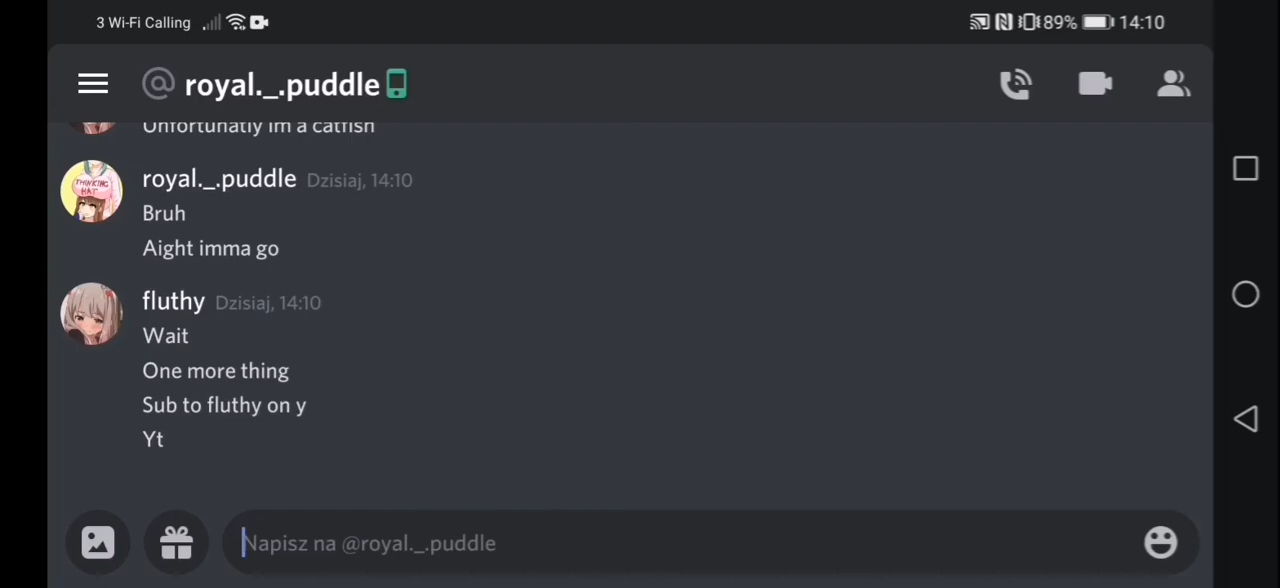 3 Wi-Fi Calling 89% 14:10
@ royal._.puddle
Unfortunatly im a catfish
THINKING
HAT
royal._.puddle Dzisiaj, 14:10
Bruh
Aight imma go
fluthy Dzisiaj, 14:10
Wait
One more thing
Sub to fluthy on y
Yt
Napisz na @royal._.puddle